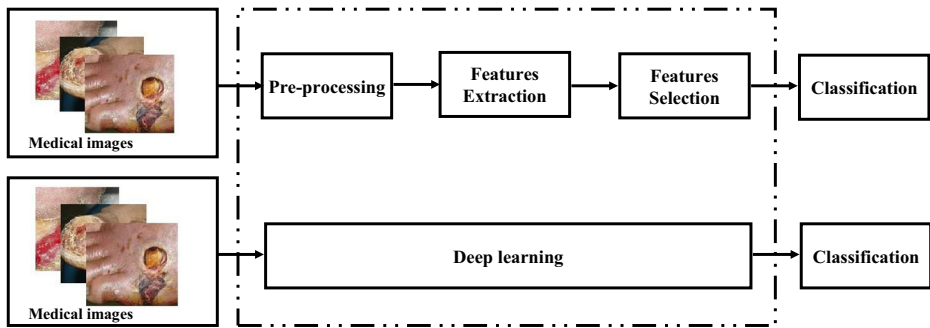 Medical images
Pre-processing
Features
Extraction
Features
Selection
Classification
Medical images
Deep learning
Classification